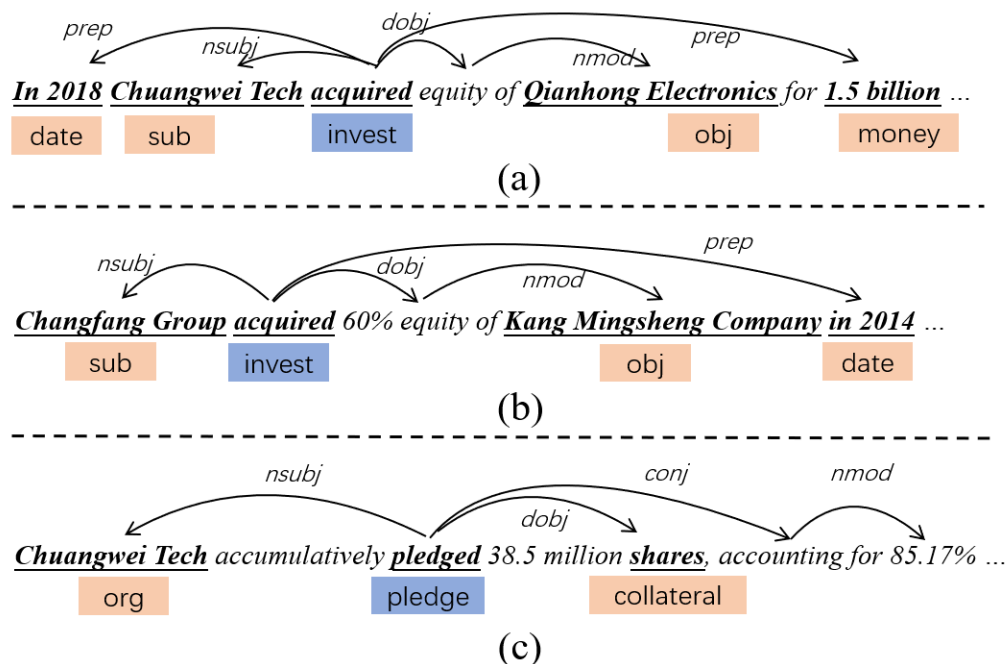 prep nsubj dobj nmod prep
In 2018 Chuangwei Tech acquired equity of Qianhong Electronics for 1.5 billion ...
date sub invest obj money
(a)
nsubj dobj nmod prep
Changfang Group acquired 60% equity of Kang Mingsheng Company in 2014 ...
sub invest obj date
(b)
nsubj dobj conj nmod
Chuangwei Tech accumulatively pledged 38.5 million shares, accounting for 85.17% ...
org pledge collateral
(c)